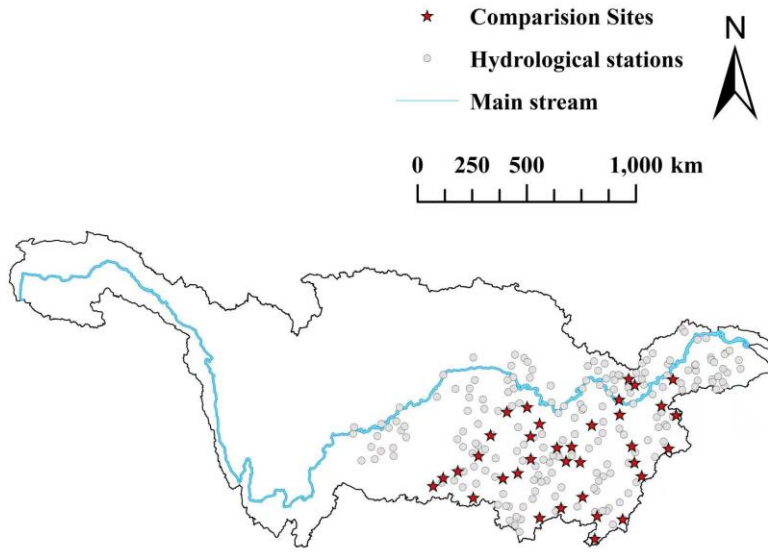 Comparision Sites
N
Hydrological stations
Main stream
0 250 500 1,000 km